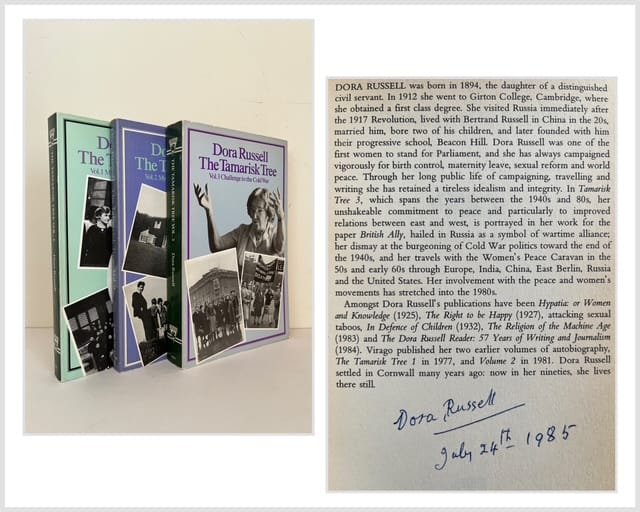 Do
The T
Vol.1 M
THE TAMARISK TREE VOL. 1
Do
The T
Vol.2 M
Dora Russell
The Tamarisk Tree
Vol.3 Challenge to the Cold War
THE TAMARISK TREE VOL. 3
Dora Russell
DORA RUSSELL was born in 1894, the daughter of a distinguished
civil servant. In 1912 she went to Girton College, Cambridge, where
she obtained a first class degree. She visited Russia immediately after
the 1917 Revolution, lived with Bertrand Russell in China in the 20s,
married him, bore two of his children, and later founded with him
their progressive school, Beacon Hill. Dora Russell was one of the
first women to stand for Parliament, and she has always campaigned
vigorously for birth control, maternity leave, sexual reform and world
peace. Through her long public life of campaigning, travelling and
writing she has retained a tireless idealism and integrity. In Tamarisk
Tree 3, which spans the years between the 1940s and 80s, her
unshakeable commitment to peace and particularly to improved
relations between east and west, is portrayed in her work for the
paper British Ally, hailed in Russia as a symbol of wartime alliance;
her dismay at the burgeoning of Cold War politics toward the end of
the 1940s, and her travels with the Women's Peace Caravan in the
50s and early 60s through Europe, India, China, East Berlin, Russia
and the United States. Her involvement with the peace and women's
movements has stretched into the 1980s.
Amongst Dora Russell's publications have been Hypatia: or Women
and Knowledge (1925), The Right to be Happy (1927), attacking sexual
taboos, In Defence of Children (1932), The Religion of the Machine Age
(1983) and The Dora Russell Reader: 57 Years of Writing and Journalism
(1984). Virago published her two earlier volumes of autobiography,
The Tamarisk Tree 1 in 1977, and Volume 2 in 1981. Dora Russell
settled in Cornwall many years ago: now in her nineties, she lives
there still.
Dora Russell
July 24th 1985